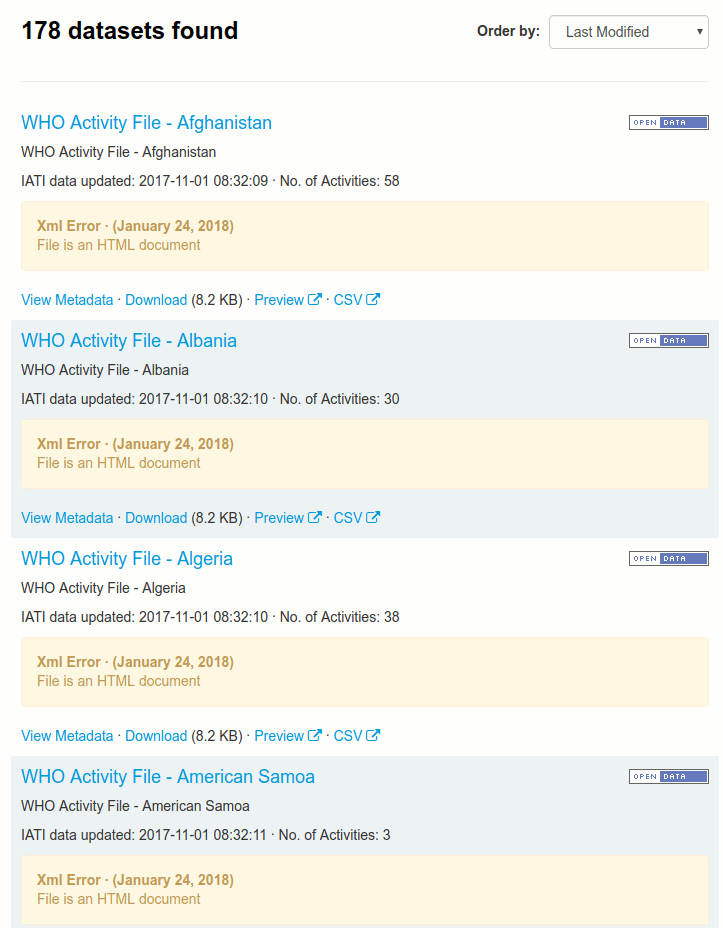 178 datasets found
Order by: Last Modified
WHO Activity File - Afghanistan
OPEN DATA
WHO Activity File - Afghanistan
IATI data updated: 2017-11-01 08:32:09 · No. of Activities: 58
Xml Error · (January 24, 2018)
File is an HTML document
View Metadata · Download (8.2 KB) · Preview · CSV
WHO Activity File - Albania
OPEN DATA
WHO Activity File - Albania
IATI data updated: 2017-11-01 08:32:10 · No. of Activities: 30
Xml Error · (January 24, 2018)
File is an HTML document
View Metadata · Download (8.2 KB) · Preview · CSV
WHO Activity File - Algeria
OPEN DATA
WHO Activity File - Algeria
IATI data updated: 2017-11-01 08:32:10 · No. of Activities: 38
Xml Error · (January 24, 2018)
File is an HTML document
View Metadata · Download (8.2 KB) · Preview · CSV
WHO Activity File - American Samoa
OPEN DATA
WHO Activity File - American Samoa
IATI data updated: 2017-11-01 08:32:11 · No. of Activities: 3
Xml Error · (January 24, 2018)
File is an HTML document